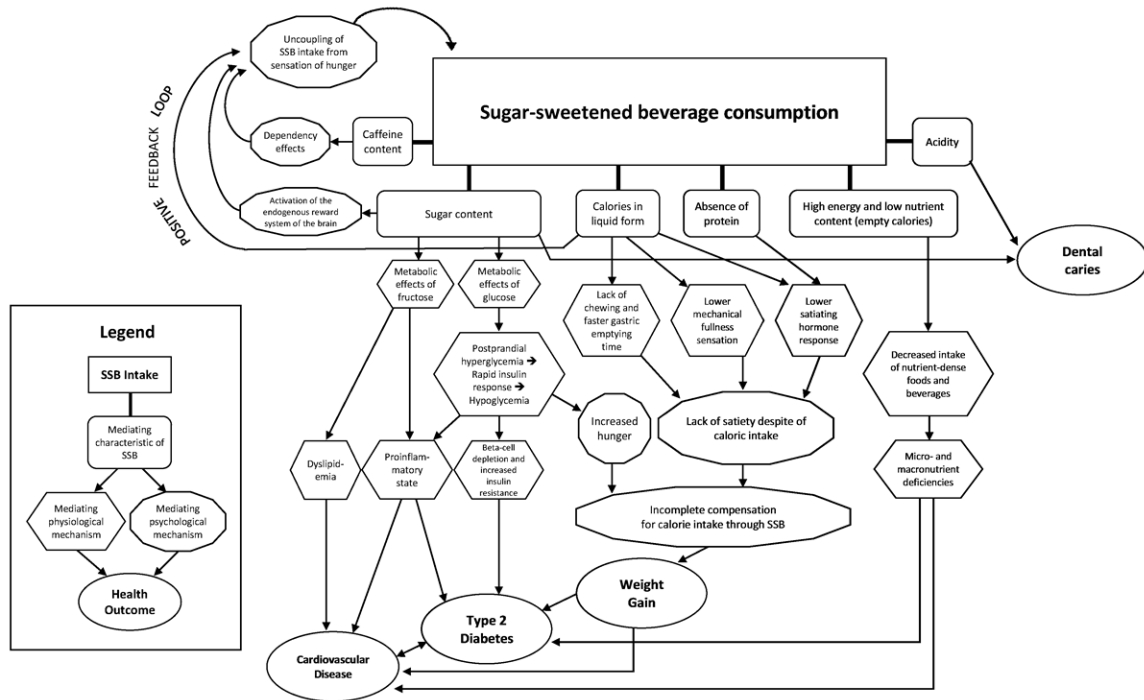 Uncoupling of
SSB intake from
sensation of hunger
Sugar-sweetened beverage consumption
POSITIVE FEEDBACK LOOP
Dependency
effects
Caffeine
content
Acidity
Activation of the
endogenous reward
system of the brain
Sugar content
Calories in
liquid form
Absence of
protein
High energy and low nutrient
content (empty calories)
Dental
caries
Metabolic
effects of
fructose
Metabolic
effects of
glucose
Lack of
chewing and
faster gastric
emptying
time
Lower
mechanical
fullness
sensation
Lower
satiating
hormone
response
Postprandial
hyperglycemia ➔
Rapid insulin
response ➔
Hypoglycemia
Decreased intake
of nutrient-dense
foods and
beverages
Increased
hunger
Lack of satiety despite of
caloric intake
Dyslipid-
emia
Proinflam-
matory
state
Beta-cell
depletion and
increased
insulin
resistance
Micro- and
macronutrient
deficiencies
Incomplete compensation
for calorie intake through SSB
Weight
Gain
Type 2
Diabetes
Cardiovascular
Disease
Legend
SSB Intake
Mediating
characteristic of
SSB
Mediating
physiological
mechanism
Mediating
psychological
mechanism
Health
Outcome